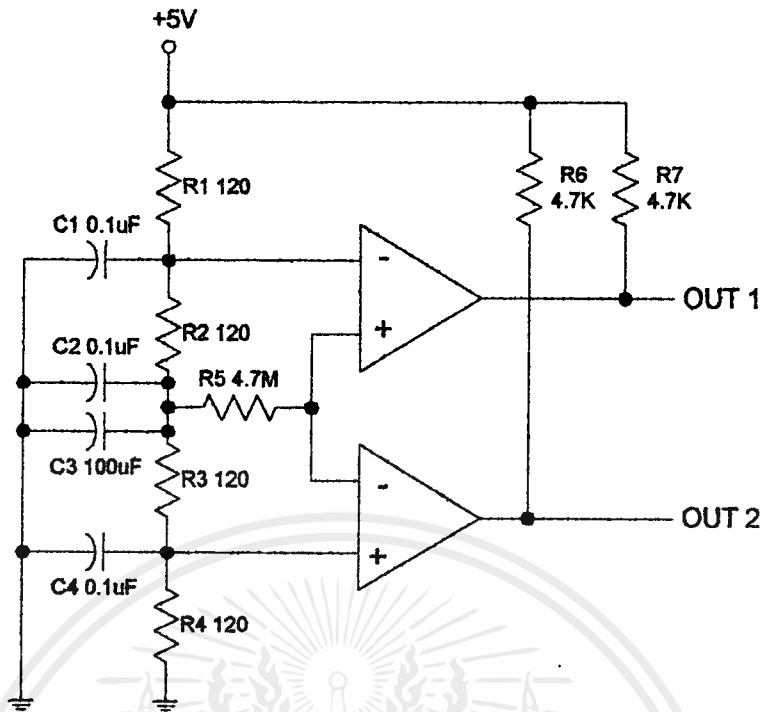 +5V
R1 120
R6
4.7K
R7
4.7K
C1 0.1uF
-
OUT 1
+
R2 120
C2 0.1uF
R5 4.7M
C3 100uF
R3 120
-
OUT 2
+
C4 0.1uF
R4 120